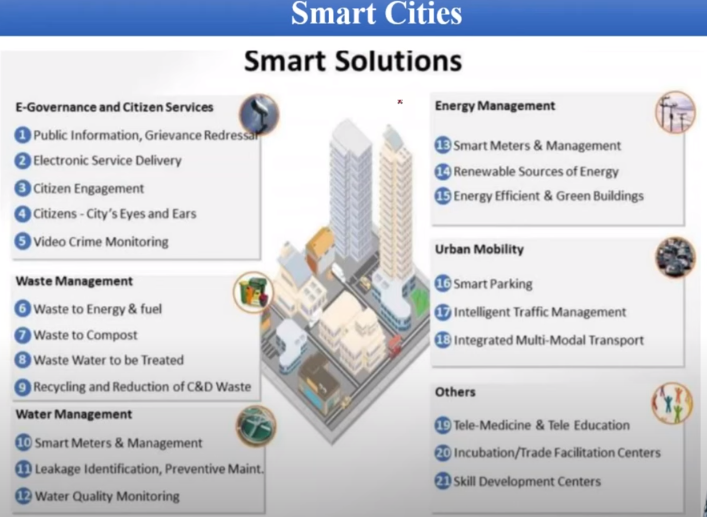 Smart Cities
Smart Solutions
E-Governance and Citizen Services
1 Public Information, Grievance Redressal
2 Electronic Service Delivery
3 Citizen Engagement
4 Citizens - City's Eyes and Ears
5 Video Crime Monitoring
Waste Management
6 Waste to Energy & fuel
7 Waste to Compost
8 Waste Water to be Treated
9 Recycling and Reduction of C&D Waste
Water Management
10 Smart Meters & Management
11 Leakage Identification, Preventive Maint.
12 Water Quality Monitoring
Energy Management
13 Smart Meters & Management
14 Renewable Sources of Energy
15 Energy Efficient & Green Buildings
Urban Mobility
16 Smart Parking
17 Intelligent Traffic Management
18 Integrated Multi-Modal Transport
Others
19 Tele-Medicine & Tele Education
20 Incubation/Trade Facilitation Centers
21 Skill Development Centers